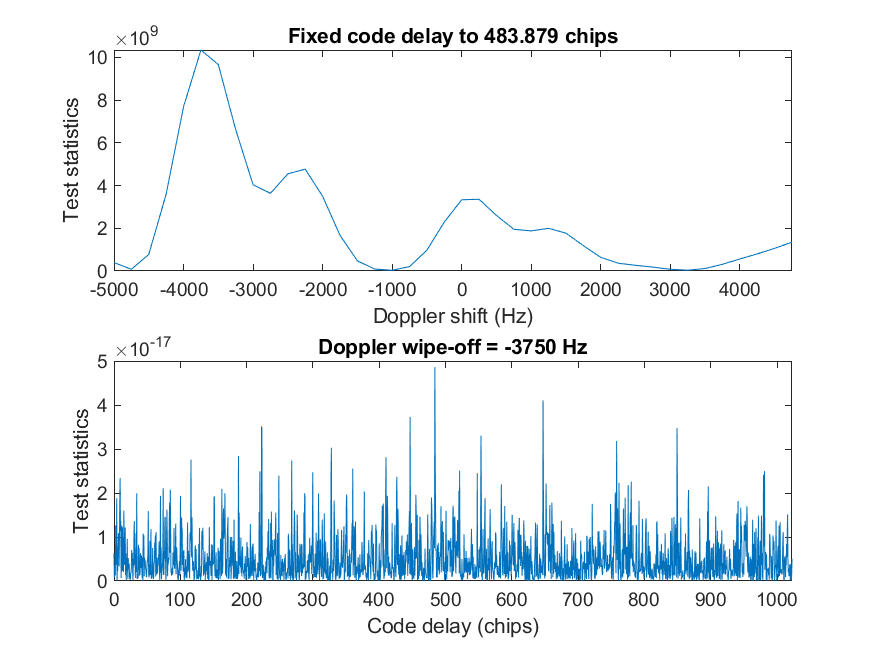 ×10^9
Fixed code delay to 483.879 chips
10
8
6
4
2
0
Test statistics
-5000 -4000 -3000 -2000 -1000 0 1000 2000 3000 4000
Doppler shift (Hz)
×10^-17
Doppler wipe-off = -3750 Hz
5
4
3
2
1
0
Test statistics
0 100 200 300 400 500 600 700 800 900 1000
Code delay (chips)